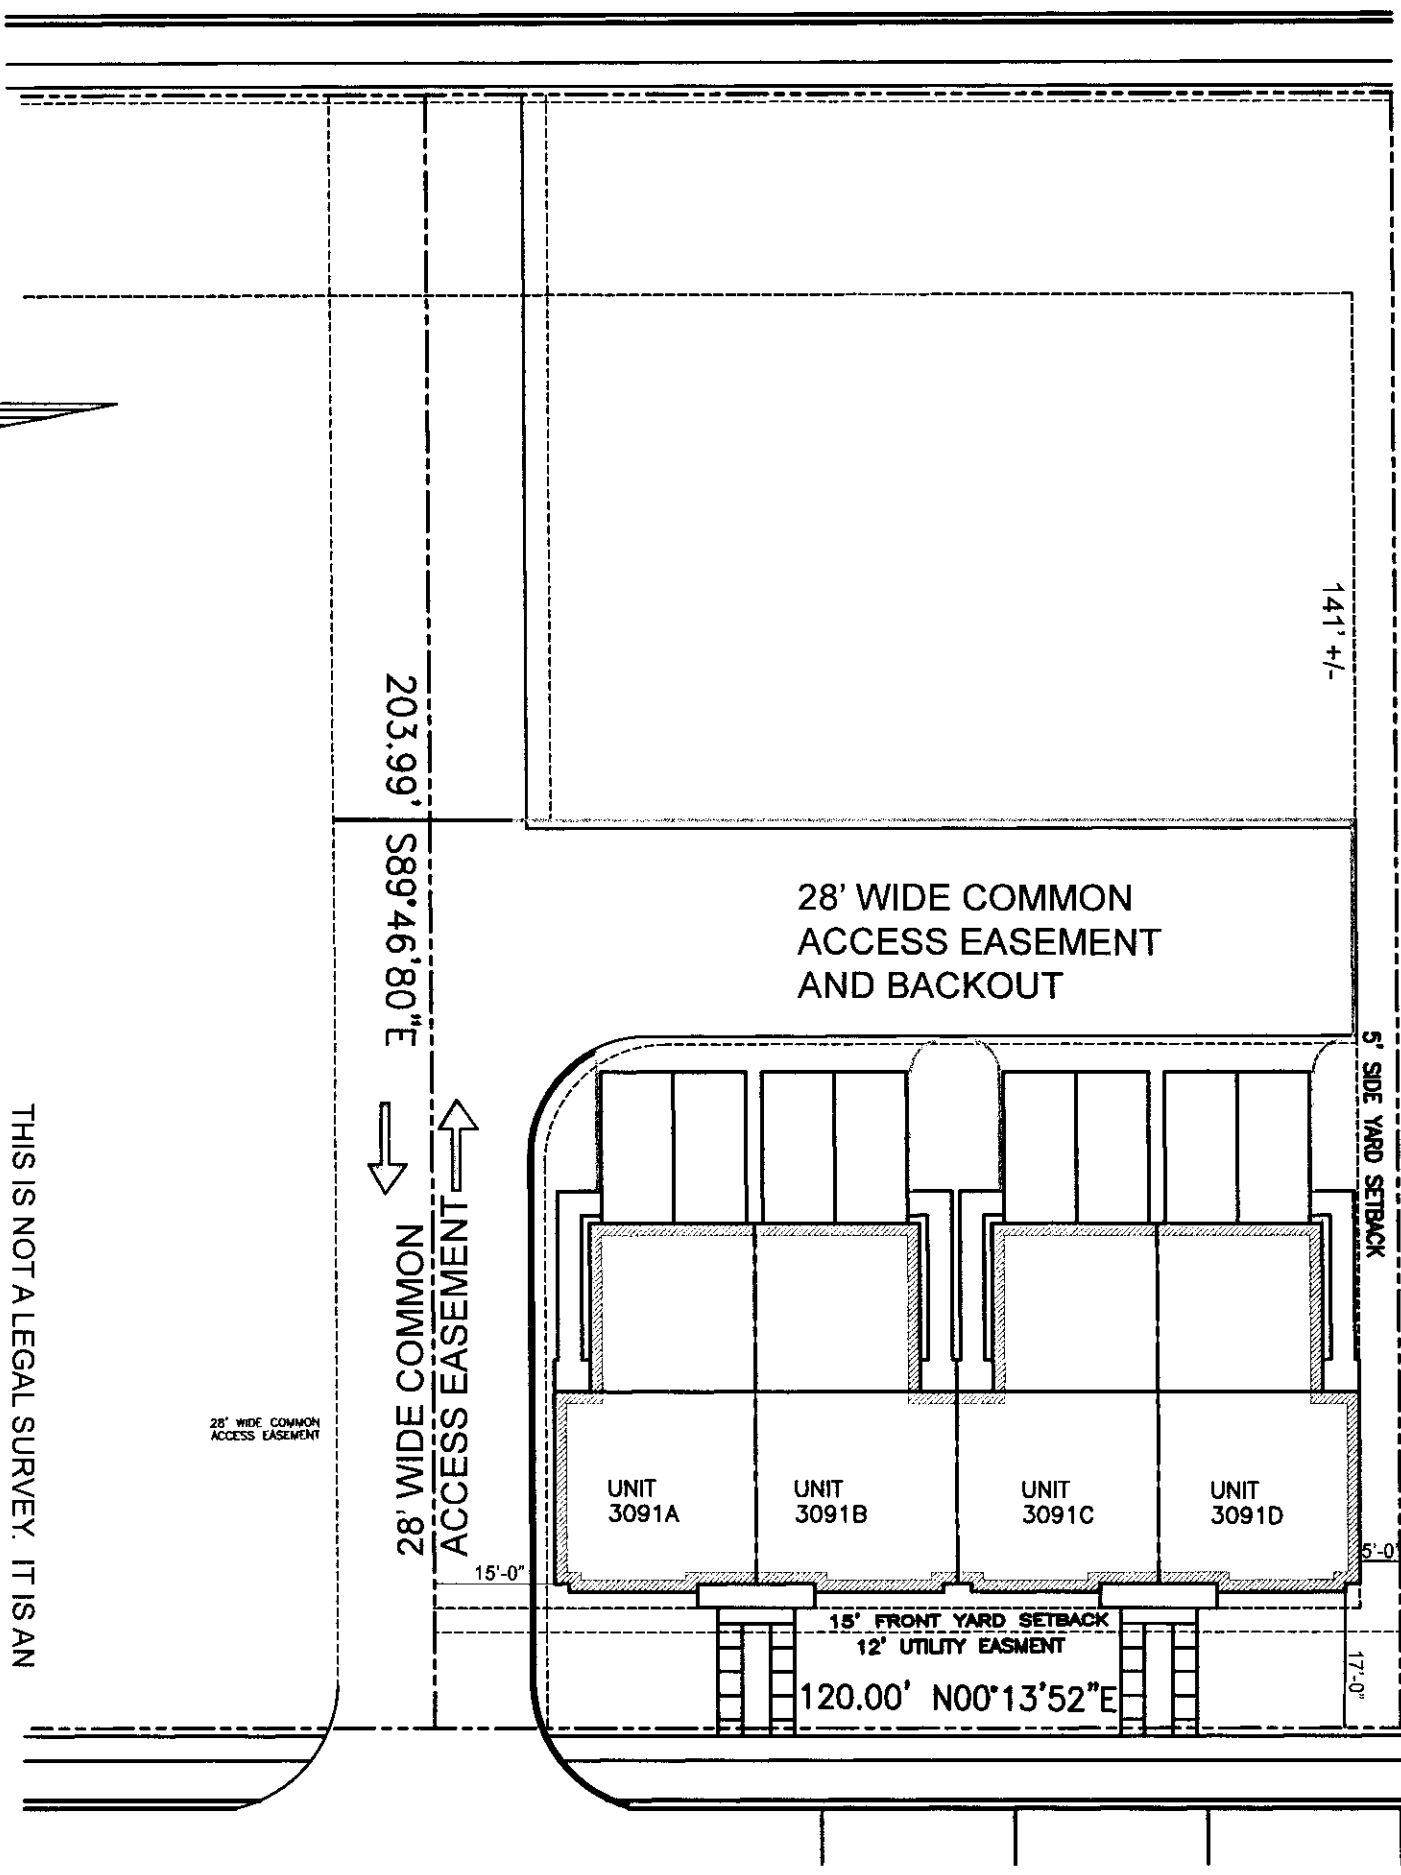 141' +/-
203.99' S89°46'80"E
28' WIDE COMMON
ACCESS EASEMENT
AND BACKOUT
5' SIDE YARD SETBACK
28' WIDE COMMON
ACCESS EASEMENT
28' WIDE COMMON
ACCESS EASEMENT
THIS IS NOT A LEGAL SURVEY. IT IS AN
UNIT
3091A
UNIT
3091B
UNIT
3091C
UNIT
3091D
15'-0"
5'-0"
15' FRONT YARD SETBACK
12' UTILITY EASMENT
120.00' N00°13'52"E
17'-0"